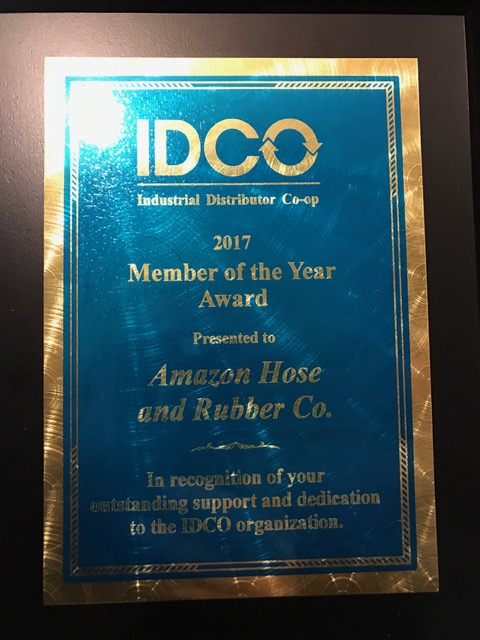 IDCO
Industrial Distributor Co-op
2017
Member of the Year
Award
Presented to
Amazon Hose
and Rubber Co.
In recognition of your
outstanding support and dedication
to the IDCO organization.